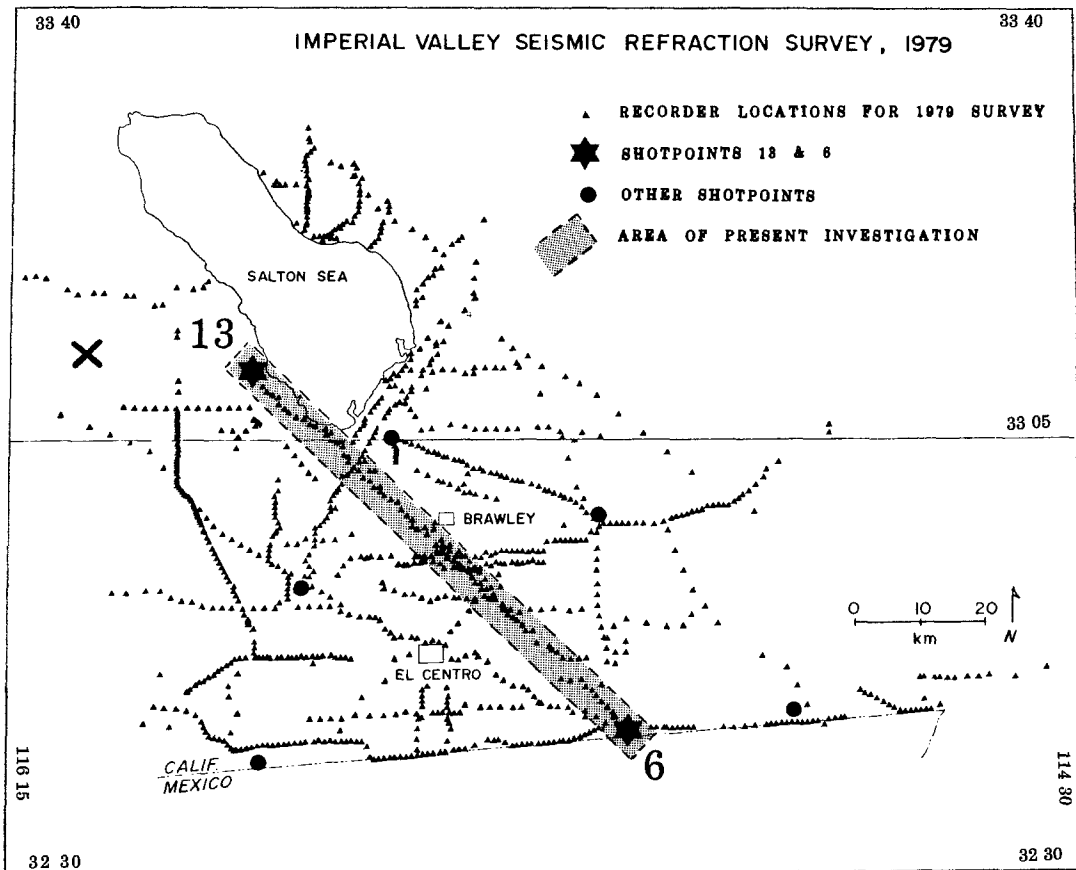 33 40
33 40
IMPERIAL VALLEY SEISMIC REFRACTION SURVEY, 1979
RECORDER LOCATIONS FOR 1979 SURVEY
SHOTPOINTS 13 & 6
OTHER SHOTPOINTS
AREA OF PRESENT INVESTIGATION
SALTON SEA
13
33 05
BRAWLEY
0 10 20
km
N
EL CENTRO
6
CALIF.
MEXICO
116 15
114 30
32 30
32 30